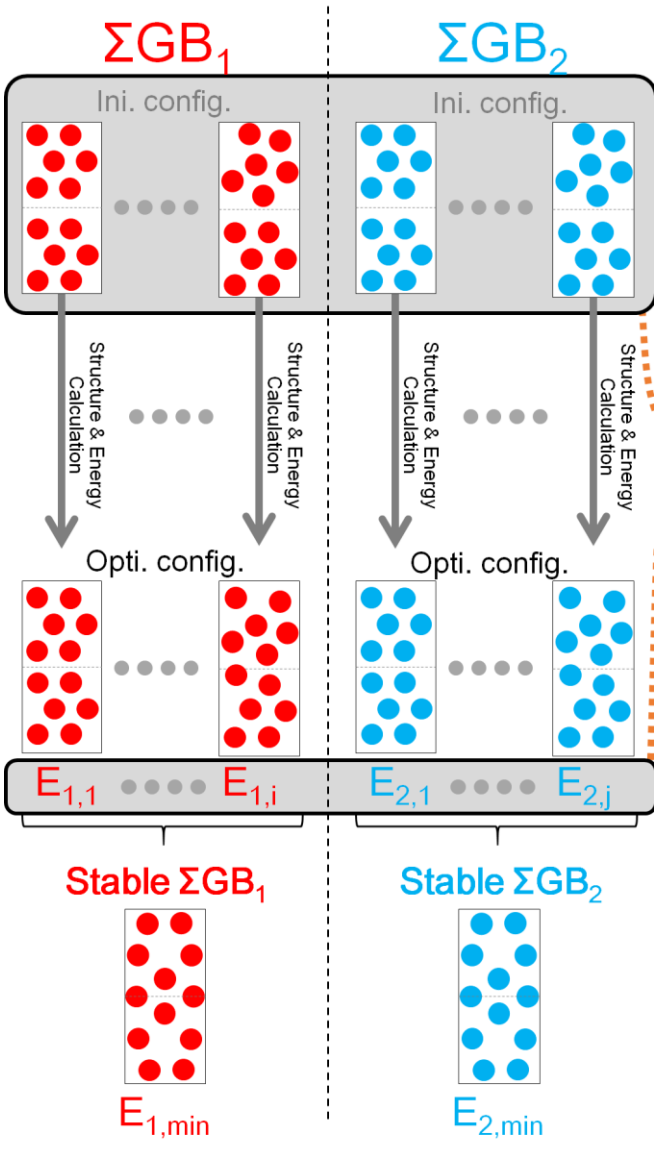 ΣGB₁ ΣGB₂
Ini. config. Ini. config.
Structure & Energy
Calculation
Structure & Energy
Calculation
Structure & Energy
Calculation
Structure & Energy
Calculation
Opti. config. Opti. config.
E₁,₁ E₁,ᵢ E₂,₁ E₂,ⱼ
Stable ΣGB₁ Stable ΣGB₂
E₁,min E₂,min